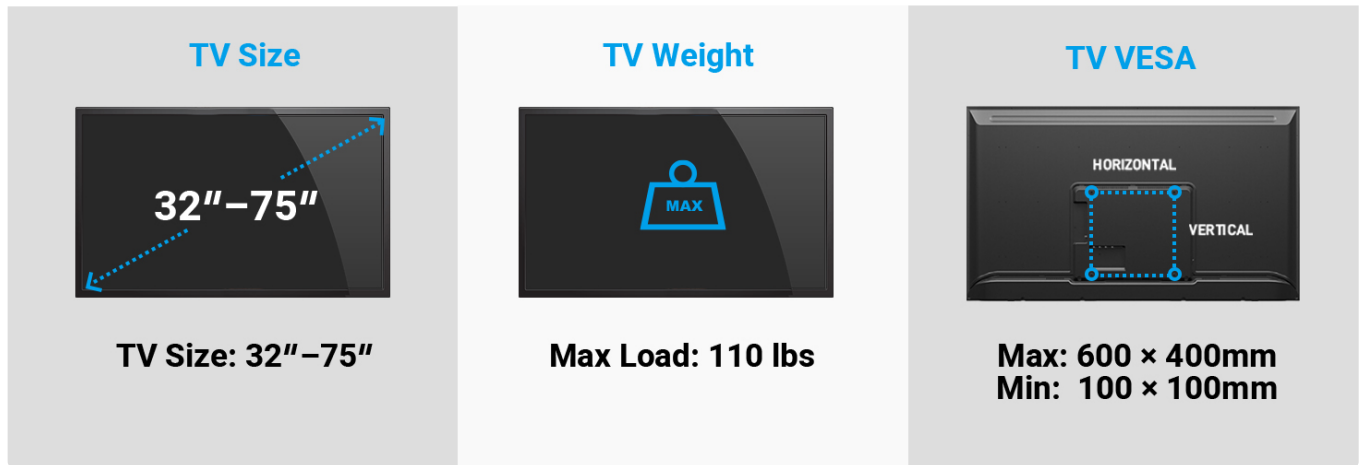 TV Size
32″–75″
TV Size: 32″–75″
TV Weight
MAX
Max Load: 110 lbs
TV VESA
HORIZONTAL
VERTICAL
Max: 600 × 400mm
Min: 100 × 100mm